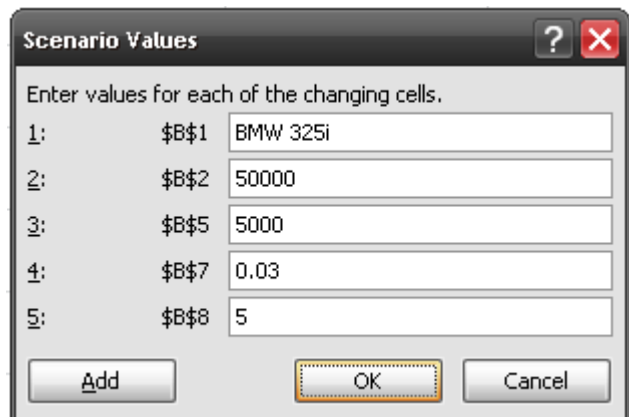 Scenario Values ?
Enter values for each of the changing cells.
1: $B$1 BMW 325i
2: $B$2 50000
3: $B$5 5000
4: $B$7 0.03
5: $B$8 5
Add OK Cancel